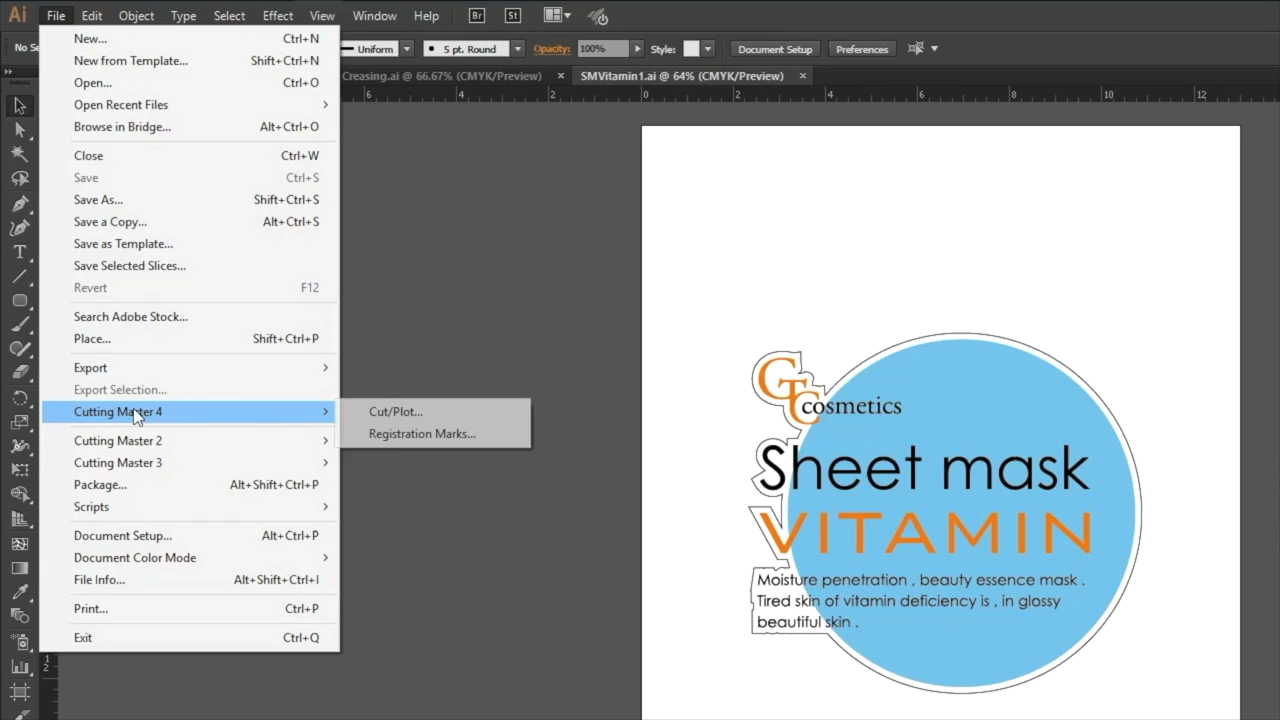 Ai File Edit Object Type Select Effect View Window Help Br St
No Se Uniform 5 pt. Round Opacity: 100% Style: Document Setup Preferences
Creasing.ai @ 66.67% (CMYK/Preview) × SMVitamin1.ai @ 64% (CMYK/Preview) ×
6 4 2 0 2 4 6 8 10 12
New... Ctrl+N
New from Template... Shift+Ctrl+N
Open... Ctrl+O
Open Recent Files
Browse in Bridge... Alt+Ctrl+O
Close Ctrl+W
Save Ctrl+S
Save As... Shift+Ctrl+S
Save a Copy... Alt+Ctrl+S
Save as Template...
Save Selected Slices...
Revert F12
Search Adobe Stock...
Place... Shift+Ctrl+P
Export
Export Selection...
Cutting Master 4
Cutting Master 2
Cutting Master 3
Package... Alt+Shift+Ctrl+P
Scripts
Document Setup... Alt+Ctrl+P
Document Color Mode
File Info... Alt+Shift+Ctrl+I
Print... Ctrl+P
Exit Ctrl+Q
Cut/Plot...
Registration Marks...
12
GTC cosmetics
Sheet mask
VITAMIN
Moisture penetration , beauty essence mask .
Tired skin of vitamin deficiency is , in glossy
beautiful skin .